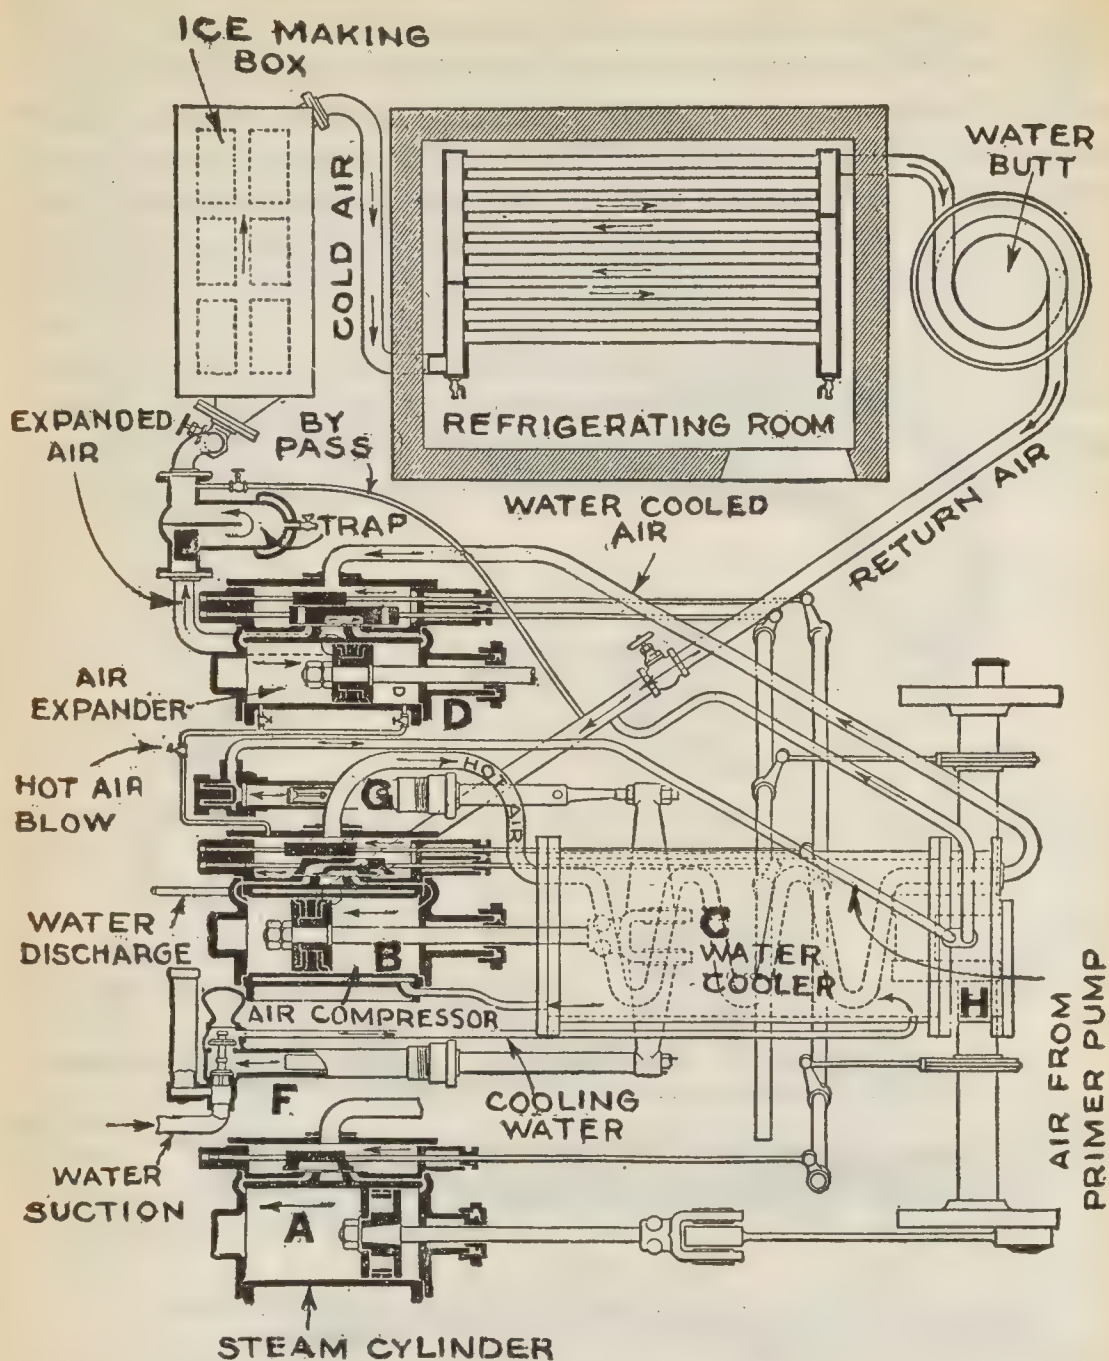 ICE MAKING
BOX
COLD AIR
WATER
BUTT
REFRIGERATING ROOM
EXPANDED
AIR
BY
PASS
TRAP
WATER COOLED
AIR
RETURN AIR
E
AIR
EXPANDER
D
D
HOT AIR
BLOW
G
HOT AIR
WATER
DISCHARGE
B
AIR COMPRESSOR
C
WATER
COOLER
H
AIR FROM
PRIMER PUMP
F
COOLING
WATER
WATER
SUCTION
A
STEAM CYLINDER